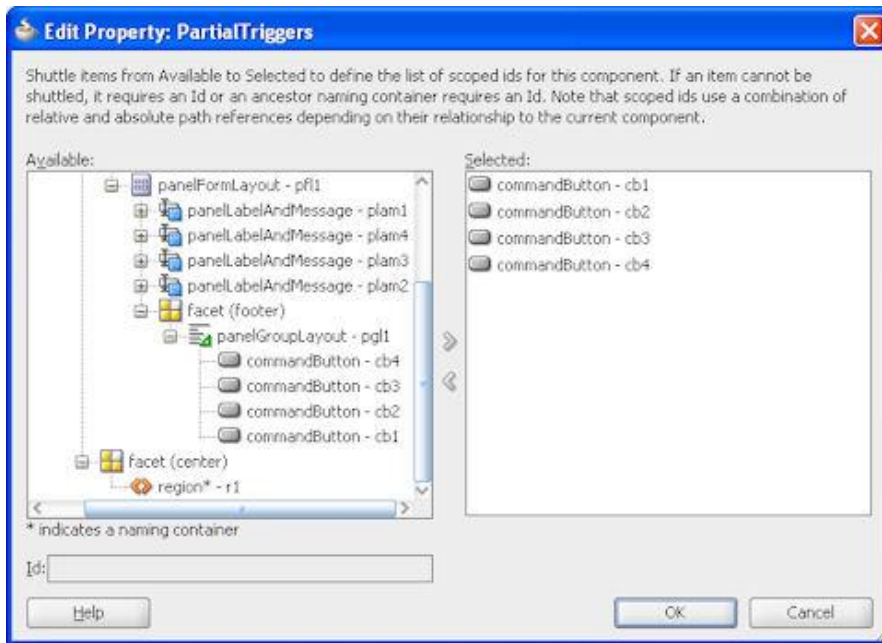 Edit Property: PartialTriggers
Shuttle items from Available to Selected to define the list of scoped ids for this component. If an item cannot be
shuttled, it requires an Id or an ancestor naming container requires an Id. Note that scoped ids use a combination of
relative and absolute path references depending on their relationship to the current component.
Available:
panelFormLayout - pfl1
panelLabelAndMessage - plam1
panelLabelAndMessage - plam4
panelLabelAndMessage - plam3
panelLabelAndMessage - plam2
facet (footer)
panelGroupLayout - pgl1
commandButton - cb4
commandButton - cb3
commandButton - cb2
commandButton - cb1
facet (center)
region* - r1
* indicates a naming container
Selected:
commandButton - cb1
commandButton - cb2
commandButton - cb3
commandButton - cb4
Id:
Help
OK
Cancel